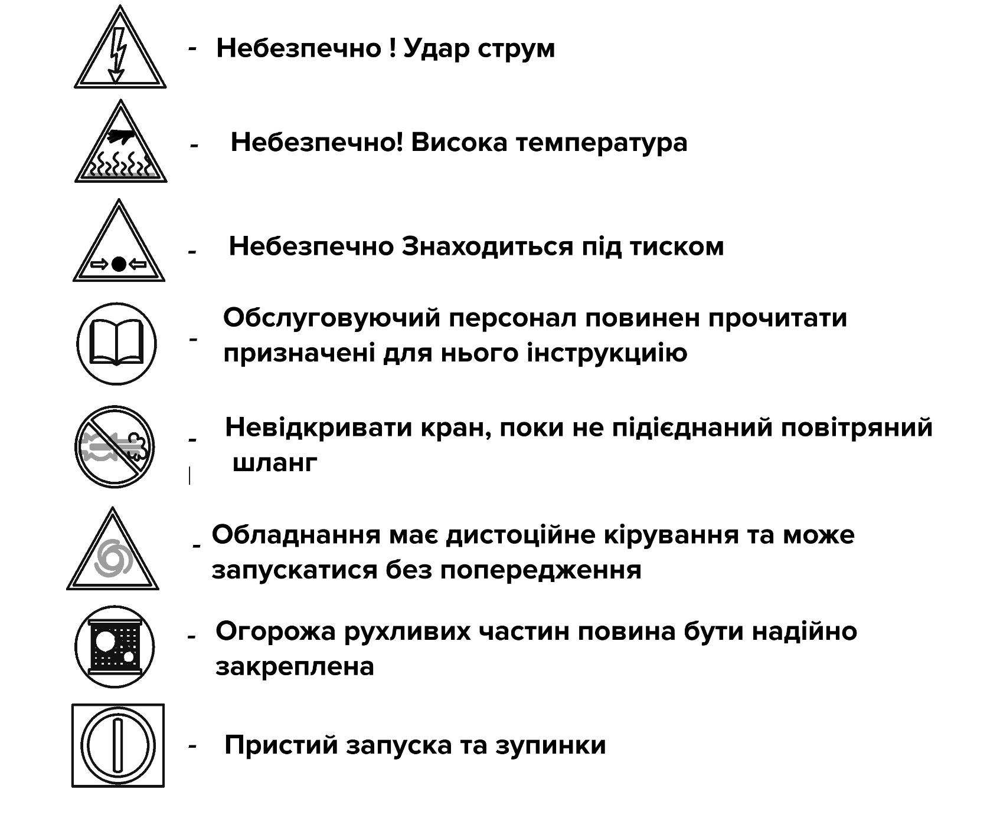 - Небезпечно ! Удар струм
- Небезпечно! Висока температура
- Небезпечно Знаходиться під тиском
- Обслуговуючий персонал повинен прочитати
призначені для нього інструкциію
- Невідкривати кран, поки не підієднаний повітряний
шланг
- Обладнання має дистоційне кірування та може
запускатися без попередження
- Огорожа рухливих частин повина бути надійно
закреплена
- Пристий запуска та зупинки